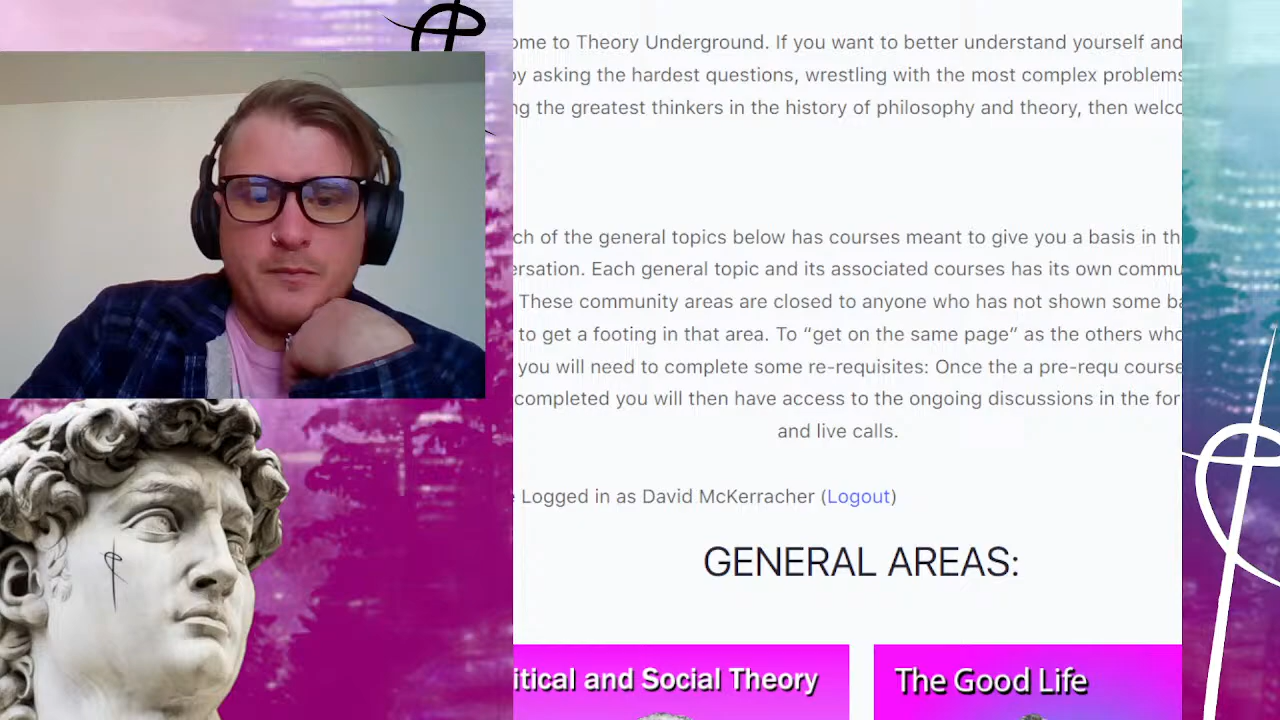 ome to Theory Underground. If you want to better understand yourself and
by asking the hardest questions, wrestling with the most complex problems
ng the greatest thinkers in the history of philosophy and theory, then welco
ch of the general topics below has courses meant to give you a basis in th
ersation. Each general topic and its associated courses has its own commu
These community areas are closed to anyone who has not shown some ba
to get a footing in that area. To “get on the same page” as the others who
you will need to complete some re-requisites: Once the a pre-requ course
completed you will then have access to the ongoing discussions in the for
and live calls.
Logged in as David McKerracher (Logout)
GENERAL AREAS:
itical and Social Theory
The Good Life